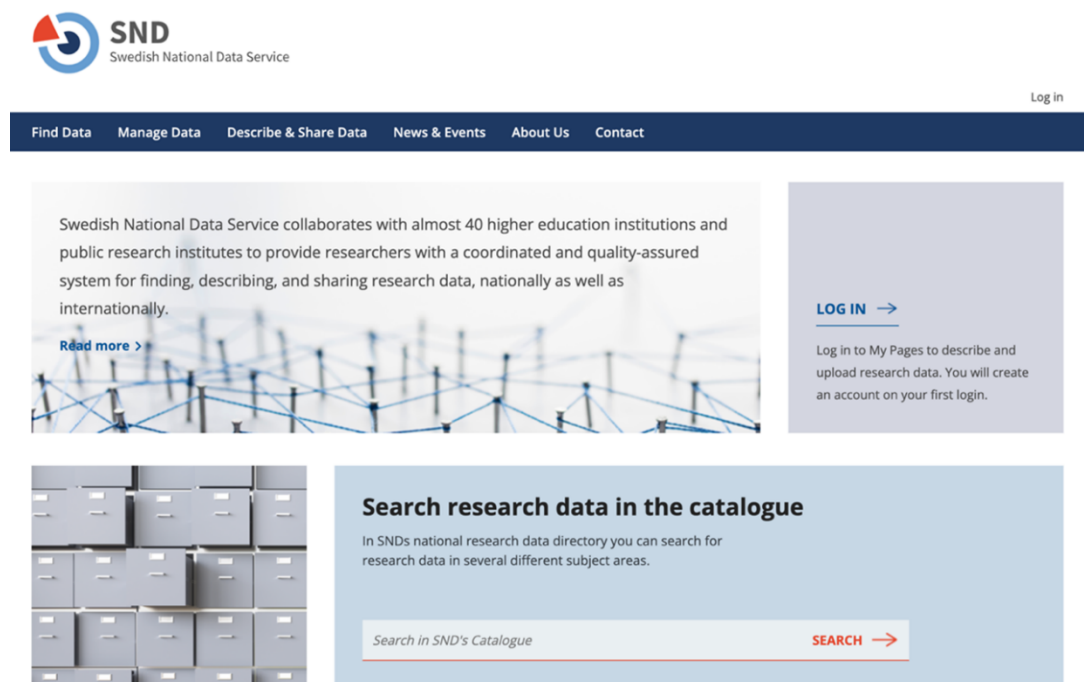 SND
Swedish National Data Service
Log in
Find Data Manage Data Describe & Share Data News & Events About Us Contact
Swedish National Data Service collaborates with almost 40 higher education institutions and
public research institutes to provide researchers with a coordinated and quality-assured
system for finding, describing, and sharing research data, nationally as well as
internationally.
Read more >
LOG IN →
Log in to My Pages to describe and
upload research data. You will create
an account on your first login.
Search research data in the catalogue
In SNDs national research data directory you can search for
research data in several different subject areas.
Search in SND's Catalogue SEARCH →